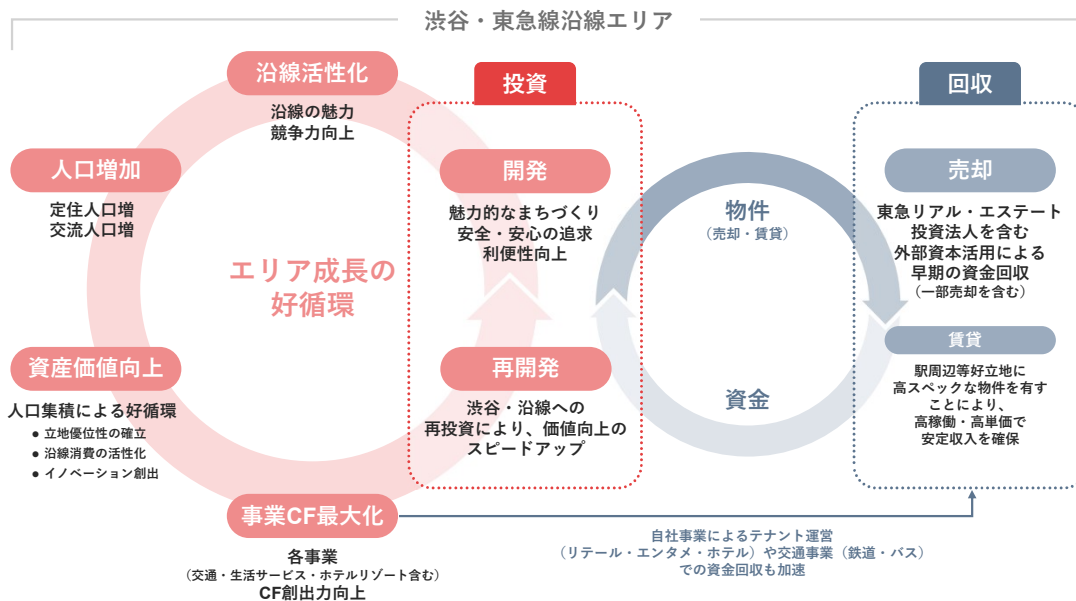 渋谷・東急線沿線エリア
沿線活性化
沿線の魅力
競争力向上
人口増加
定住人口増
交流人口増
エリア成長の
好循環
資産価値向上
人口集積による好循環
● 立地優位性の確立
● 沿線消費の活性化
● イノベーション創出
事業CF最大化
各事業
（交通・生活サービス・ホテルリゾート含む）
CF創出力向上
投資
開発
魅力的なまちづくり
安全・安心の追求
利便性向上
再開発
渋谷・沿線への
再投資により、価値向上の
スピードアップ
物件
（売却・賃貸）
資金
回収
売却
東急リアル・エステート
投資法人を含む
外部資本活用による
早期の資金回収
（一部売却を含む）
賃貸
駅周辺等好立地に
高スペックな物件を有す
ことにより、
高稼働・高単価で
安定収入を確保
自社事業によるテナント運営
（リテール・エンタメ・ホテル）や交通事業（鉄道・バス）
での資金回収も加速